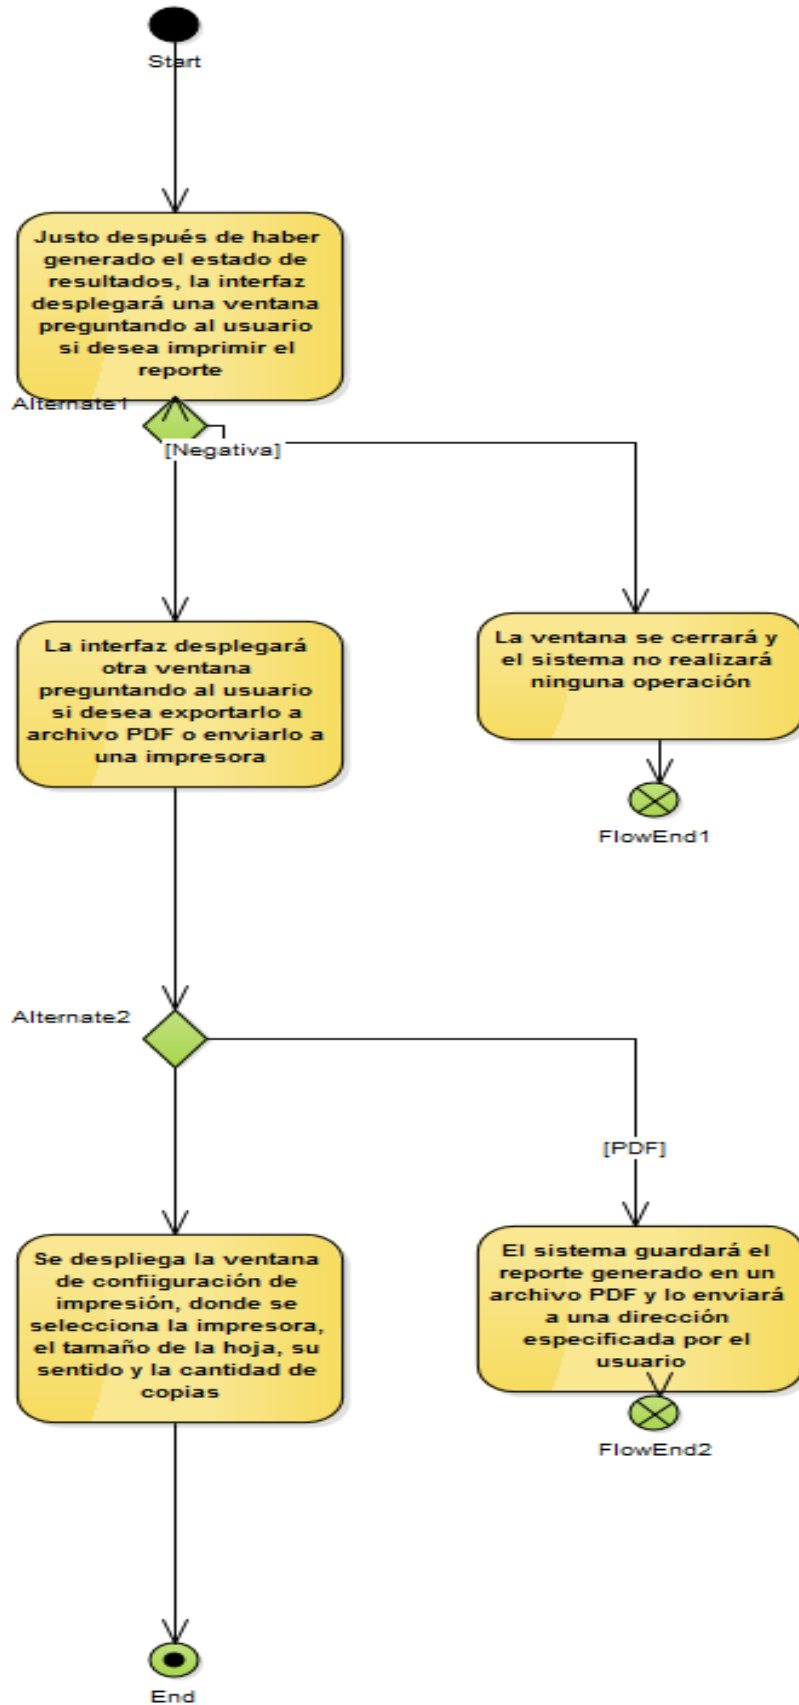 Start
Justo después de haber
generado el estado de
resultados, la interfaz
desplegará una ventana
preguntando al usuario
si desea imprimir el
reporte
Alternate1
[Negativa]
La interfaz desplegará
otra ventana
preguntando al usuario
si desea exportarlo a
archivo PDF o enviarlo a
una impresora
La ventana se cerrará y
el sistema no realizará
ninguna operación
FlowEnd1
Alternate2
[PDF]
Se despliega la ventana
de confiiguración de
impresión, donde se
selecciona la impresora,
el tamaño de la hoja, su
sentido y la cantidad de
copias
El sistema guardará el
reporte generado en un
archivo PDF y lo enviará
a una dirección
especificada por el
usuario
FlowEnd2
End